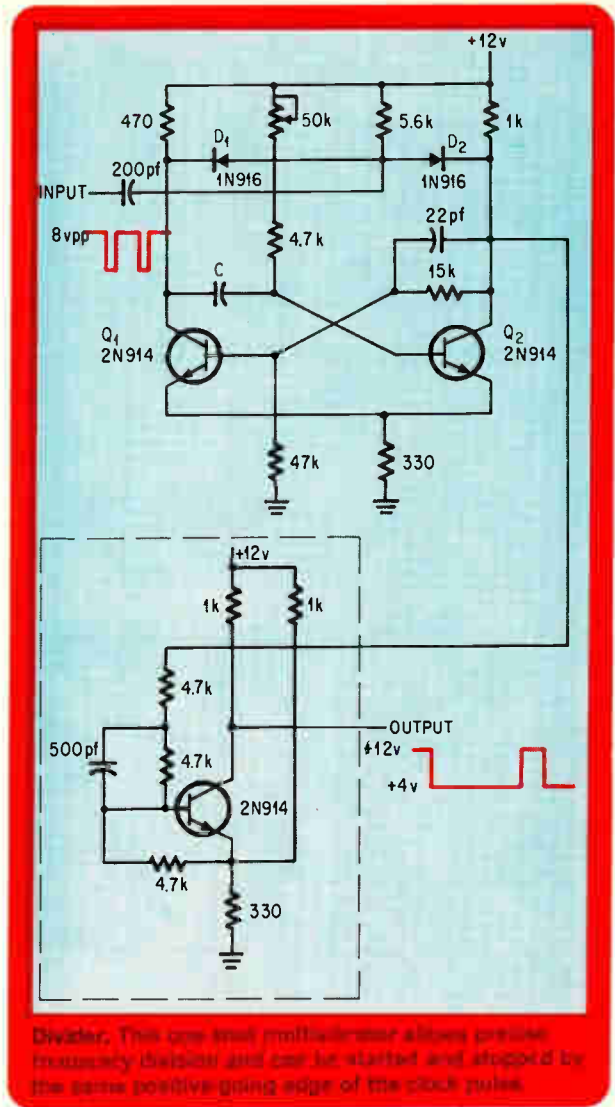 +12v
470
D1
50k
5.6k
1k
D2
200pf
1N916
1N916
INPUT
8vpp
4.7k
22pf
C
15k
Q1
2N914
Q2
2N914
47k
330
+12v
1k
1k
4.7k
OUTPUT
+12v
500pf
4.7k
+4v
2N914
4.7k
330
Divider. This one shot multivibrator allows precise
frequency division and can be started and stopped by
the same positive going edge of the clock pulse.